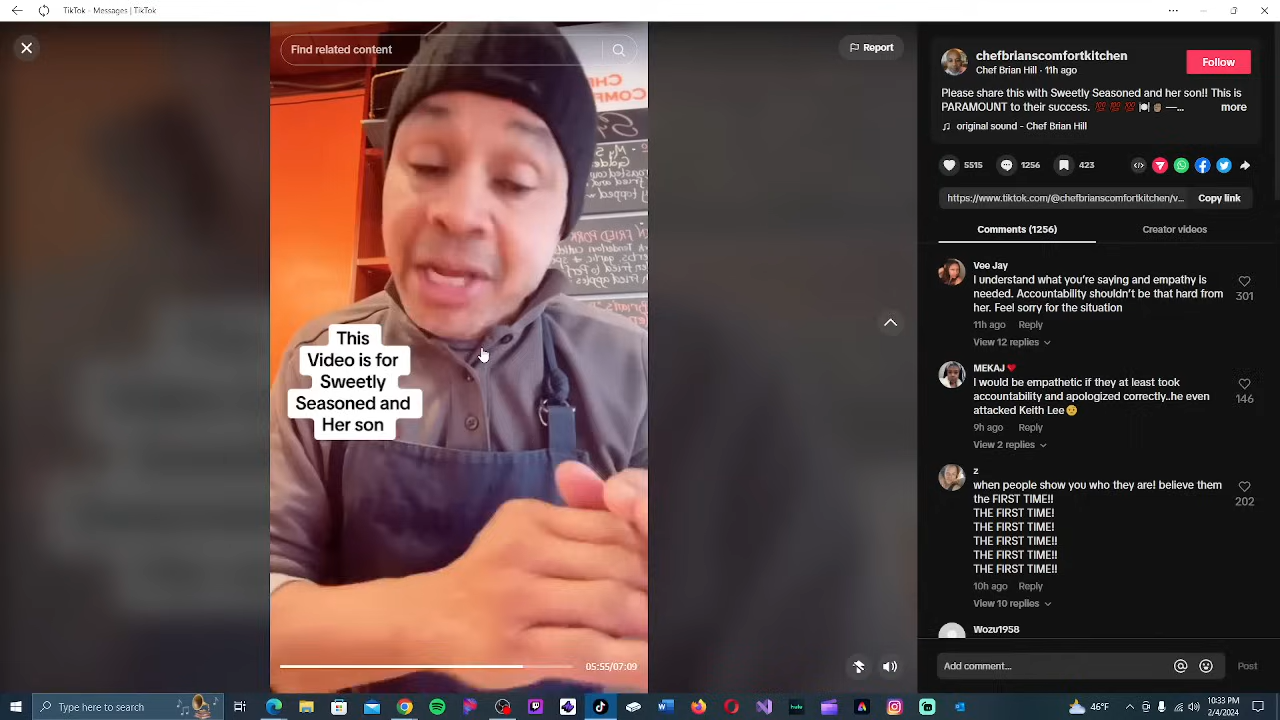 TikTok - Messages | TikTok
Find related content
Report
CHE
COMF
This
Video is for
Sweetly
Seasoned and
Her son
05:55/07:09
chefbrianscomfortkitchen
Chef Brian Hill · 11h ago
Follow
Please share this with Sweetly Seasoned and her son!! This is
PARAMOUNT to their success. 💯 💯 💯 🍽️ ✊🏽 —... more
♫ original sound - Chef Brian Hill
5515
1256
423
https://www.tiktok.com/@chefbrianscomfortkitchen/v...
Copy link
Comments (1256)
Creator videos
Vee Jay
I understand what you're saying and empathy is
needed. Accountability shouldn't be that hard from
her. Feel sorry for the situation
301
11h ago Reply
View 12 replies
MEKAJ ❤️
I would be empathetic if they at least took
accountability and apologized correctly..he even
attacked Keith Lee🫤
146
9h ago Reply
View 2 replies
z
when people show you who they are! believe them
the FIRST TIME!!
THE FIRST TIME!
THE FIRST TIME!!
THE FIRST TIME!!
THE FIRST TIME!!
202
10h ago Reply
View 10 replies
Wozu1958
Add comment...
Post
Type here to search
hulu
46°F
10:33 PM
2/4/2024